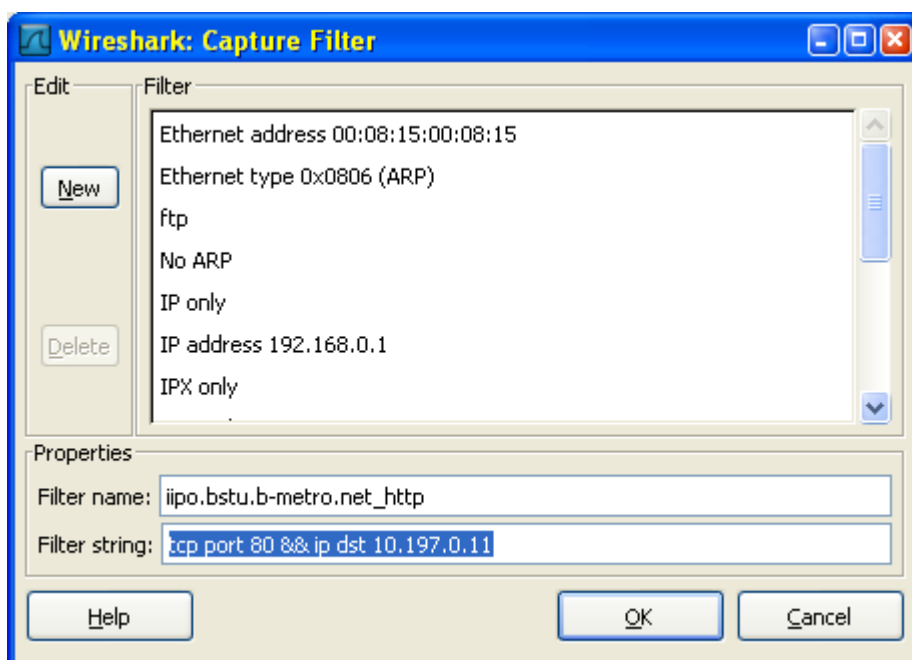 Wireshark: Capture Filter
Edit
Filter
New
Delete
Ethernet address 00:08:15:00:08:15
Ethernet type 0x0806 (ARP)
ftp
No ARP
IP only
IP address 192.168.0.1
IPX only
Properties
Filter name: iipo.bstu.b-metro.net_http
Filter string: tcp port 80 && ip dst 10.197.0.11
Help
OK
Cancel